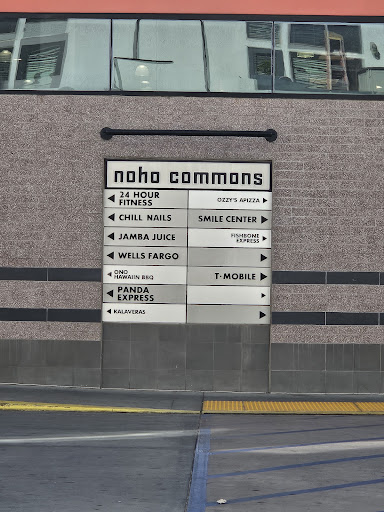 noho commons
24 HOUR
FITNESS
CHILL NAILS
JAMBA JUICE
WELLS FARGO
ONO
HAWAIIN BBQ
PANDA
EXPRESS
KALAVERAS
OZZY'S APIZZA
SMILE CENTER
FISHBONE
EXPRESS
T-MOBILE